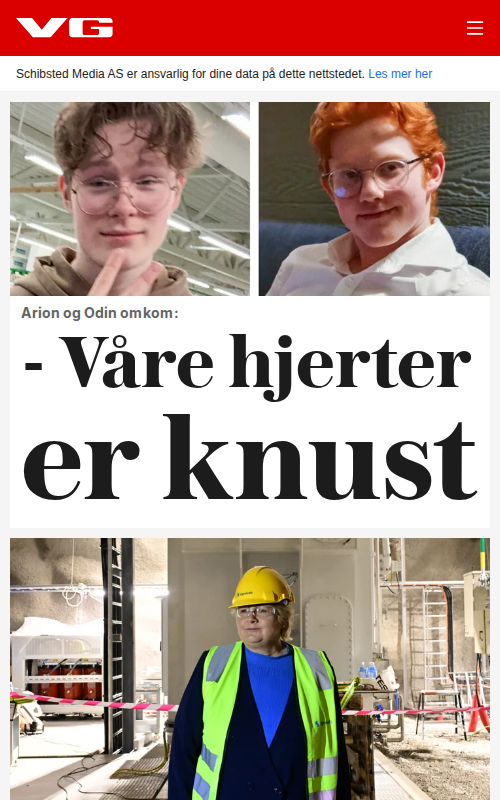 VG
Schibsted Media AS er ansvarlig for dine data på dette nettstedet. Les mer her
Arion og Odin omkom:
- Våre hjerter
er knust